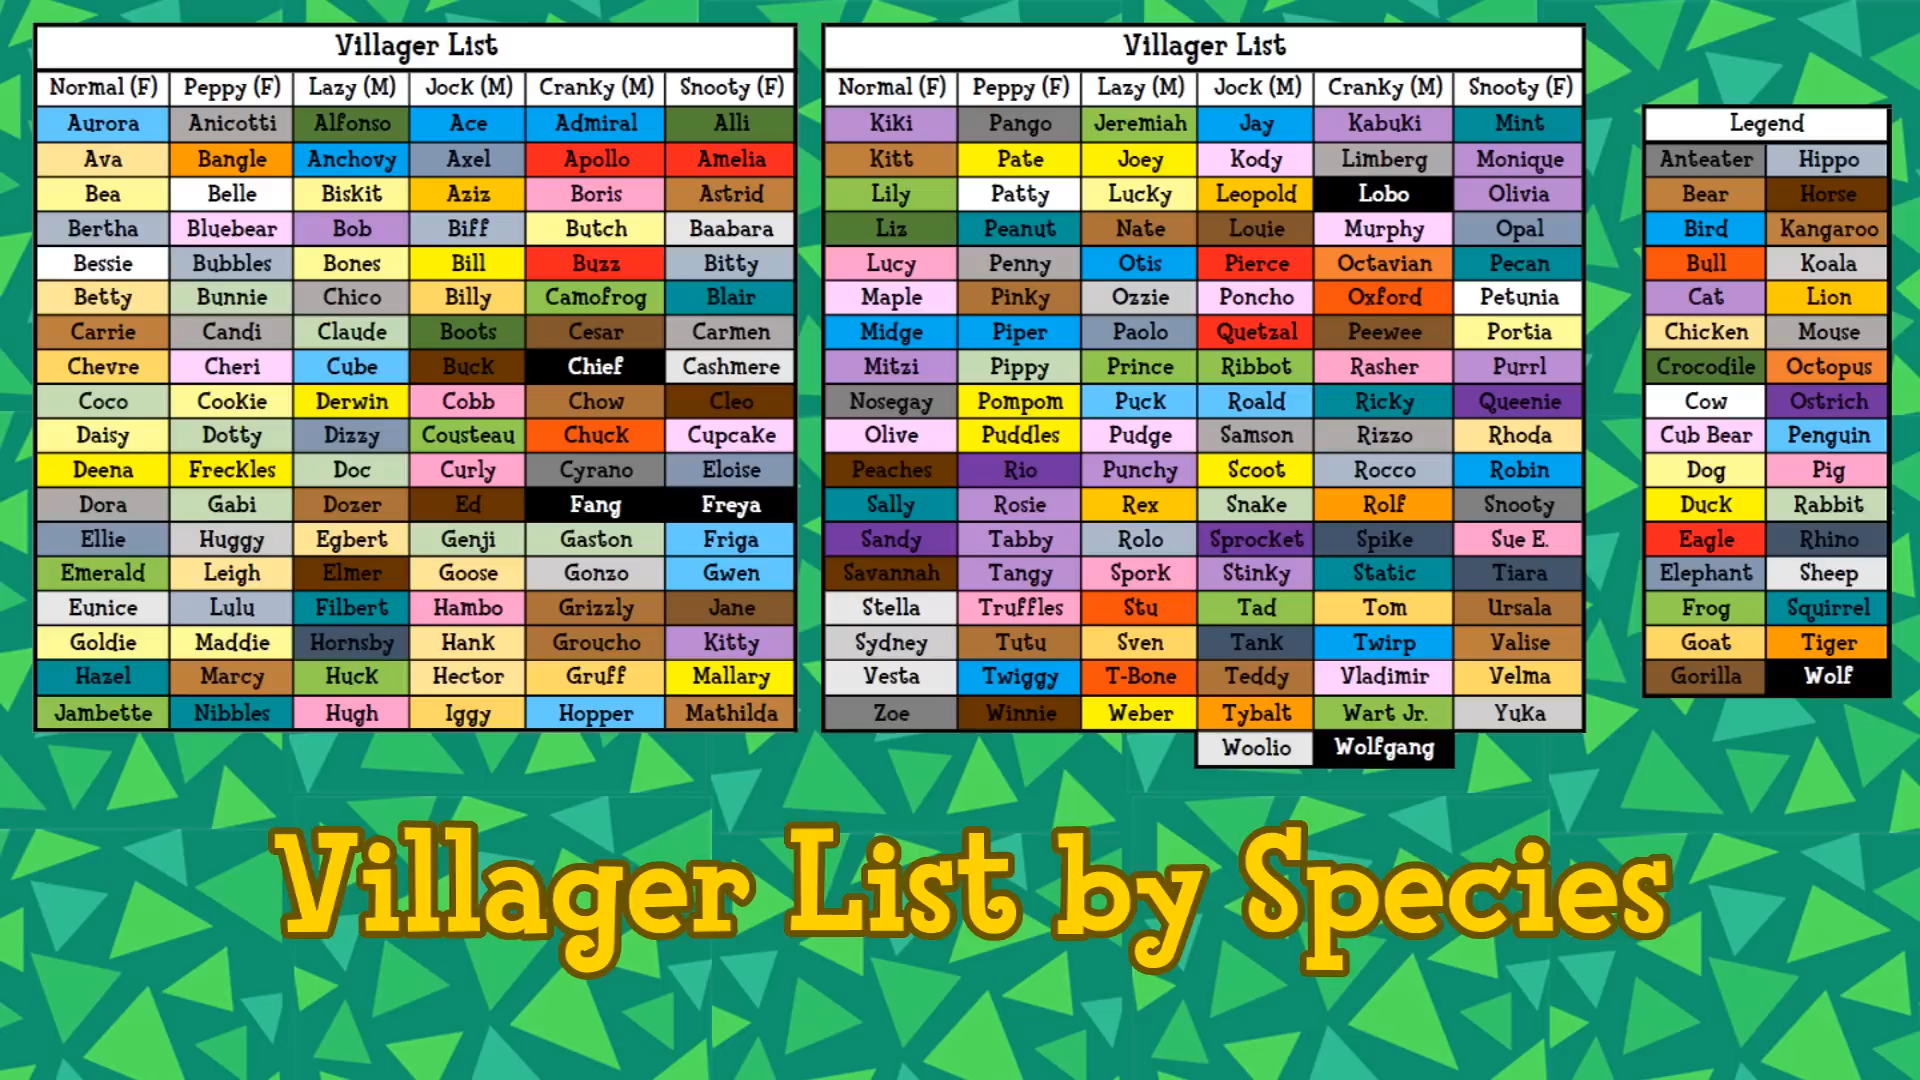 Villager List
Normal (F) Peppy (F) Lazy (M) Jock (M) Cranky (M) Snooty (F)
Aurora Anicotti Alfonso Ace Admiral Alli
Ava Bangle Anchovy Axel Apollo Amelia
Bea Belle Biskit Aziz Boris Astrid
Bertha Bluebear Bob Biff Butch Baabara
Bessie Bubbles Bones Bill Buzz Bitty
Betty Bunnie Chico Billy Camofrog Blair
Carrie Candi Claude Boots Cesar Carmen
Chevre Cheri Cube Buck Chief Cashmere
Coco Cookie Derwin Cobb Chow Cleo
Daisy Dotty Dizzy Cousteau Chuck Cupcake
Deena Freckles Doc Curly Cyrano Eloise
Dora Gabi Dozer Ed Fang Freya
Ellie Huggy Egbert Genji Gaston Friga
Emerald Leigh Elmer Goose Gonzo Gwen
Eunice Lulu Filbert Hambo Grizzly Jane
Goldie Maddie Hornsby Hank Groucho Kitty
Hazel Marcy Huck Hector Gruff Mallary
Jambette Nibbles Hugh Iggy Hopper Mathilda
Villager List
Normal (F) Peppy (F) Lazy (M) Jock (M) Cranky (M) Snooty (F)
Kiki Pango Jeremiah Jay Kabuki Mint
Kitt Pate Joey Kody Limberg Monique
Lily Patty Lucky Leopold Lobo Olivia
Liz Peanut Nate Louie Murphy Opal
Lucy Penny Otis Pierce Octavian Pecan
Maple Pinky Ozzie Poncho Oxford Petunia
Midge Piper Paolo Quetzal Peewee Portia
Mitzi Pippy Prince Ribbot Rasher Purrl
Nosegay Pompom Puck Roald Ricky Queenie
Olive Puddles Pudge Samson Rizzo Rhoda
Peaches Rio Punchy Scoot Rocco Robin
Sally Rosie Rex Snake Rolf Snooty
Sandy Tabby Rolo Sprocket Spike Sue E.
Savannah Tangy Spork Stinky Static Tiara
Stella Truffles Stu Tad Tom Ursala
Sydney Tutu Sven Tank Twirp Valise
Vesta Twiggy T-Bone Teddy Vladimir Velma
Zoe Winnie Weber Tybalt Wart Jr. Yuka
Woolio Wolfgang
Legend
Anteater Hippo
Bear Horse
Bird Kangaroo
Bull Koala
Cat Lion
Chicken Mouse
Crocodile Octopus
Cow Ostrich
Cub Bear Penguin
Dog Pig
Duck Rabbit
Eagle Rhino
Elephant Sheep
Frog Squirrel
Goat Tiger
Gorilla Wolf
Villager List by Species